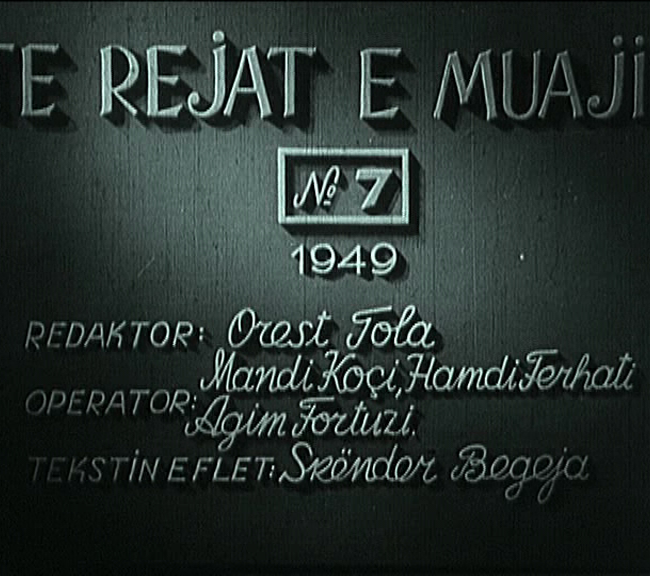 TE REJAT E MUAJI
№ 7
1949
REDAKTOR: Orest Tola
Mandi Koçi, Hamdi Ferhati
OPERATOR: Agim Fortuzi.
TEKSTIN E FLET: Skënder Begeja